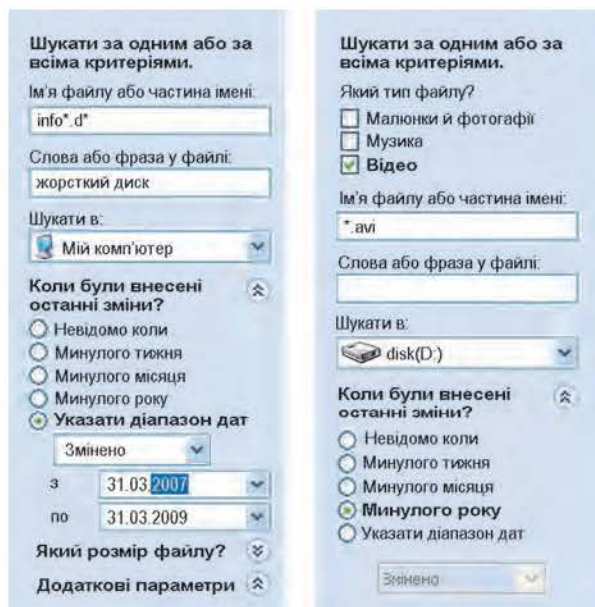 Шукати за одним або за
всіма критеріями.
Ім'я файлу або частина імені:
info*.d*
Слова або фраза у файлі:
жорсткий диск
Шукати в:
Мій комп'ютер
Коли були внесені
останні зміни?
Невідомо коли
Минулого тижня
Минулого місяця
Минулого року
Указати діапазон дат
Змінено
з 31.03.2007
по 31.03.2009
Який розмір файлу?
Додаткові параметри
Шукати за одним або за
всіма критеріями.
Який тип файлу?
Малюнки й фотогафії
Музика
Відео
Ім'я файлу або частина імені:
*.avi
Слова або фраза у файлі:
Шукати в:
disk(D:)
Коли були внесені
останні зміни?
Невідомо коли
Минулого тижня
Минулого місяця
Минулого року
Указати діапазон дат
Змінено